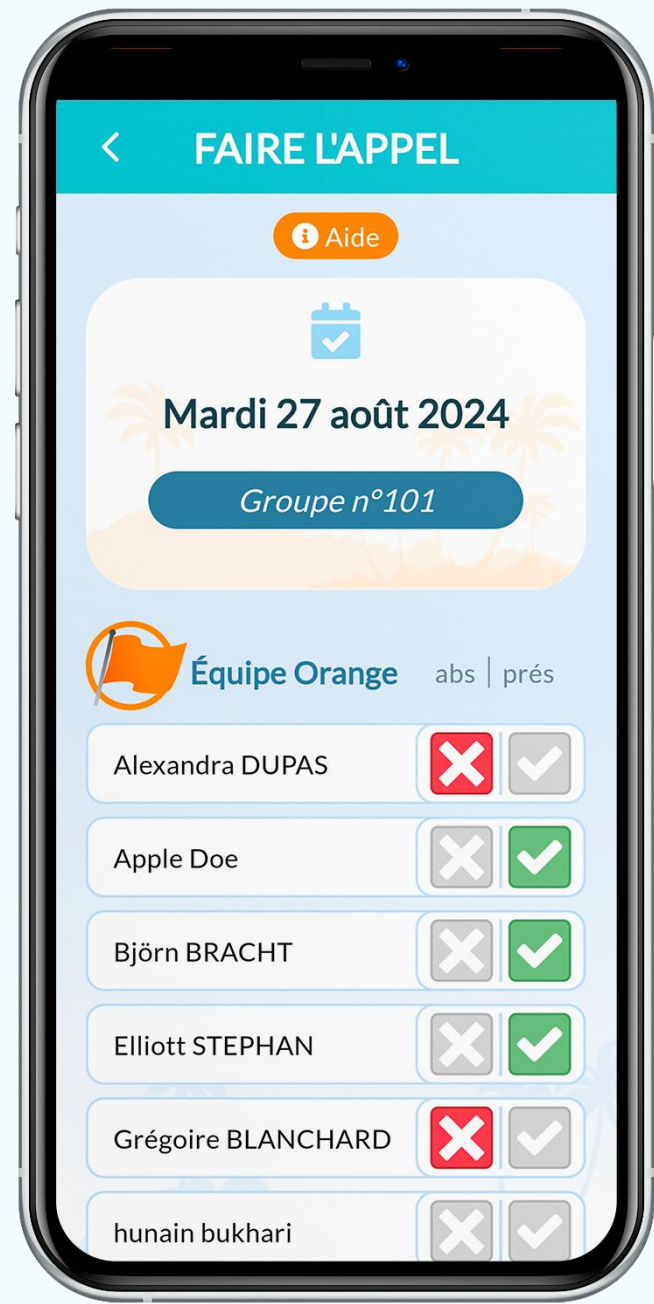 FAIRE L'APPEL
Aide
Mardi 27 août 2024
Groupe n°101
Équipe Orange abs | prés
Alexandra DUPAS
Apple Doe
Björn BRACHT
Elliott STEPHAN
Grégoire BLANCHARD
hunain bukhari